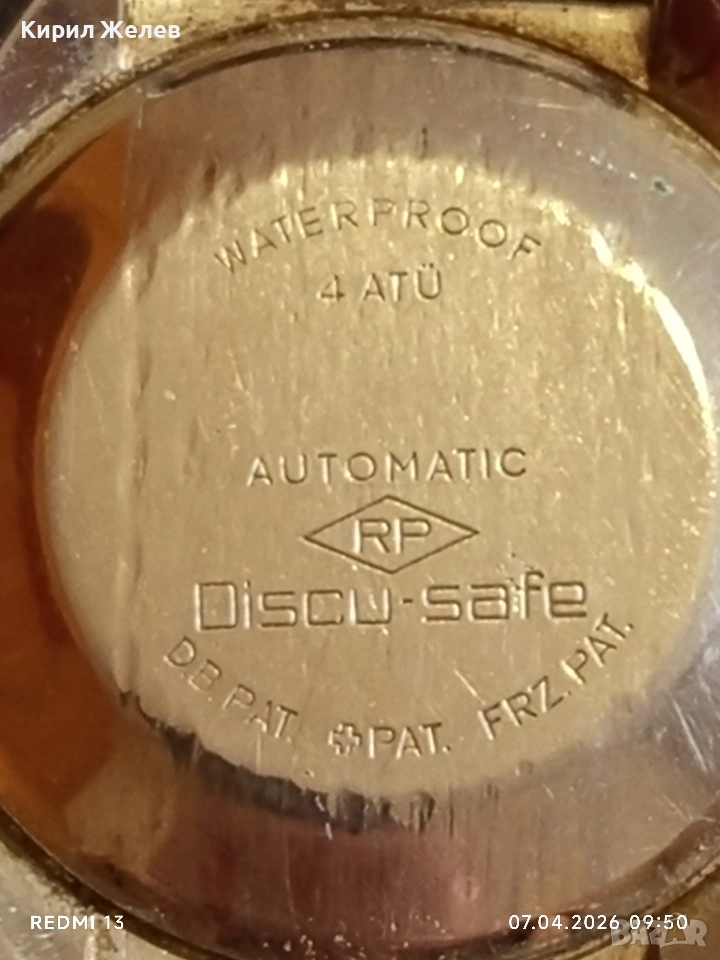 Кирил Желев
WATERPROOF
4 ATÜ
AUTOMATIC
RP
Discu-safe
D.B. PAT. PAT. FRZ. PAT.
REDMI 13
07.04.2026 09:50
BAZAR